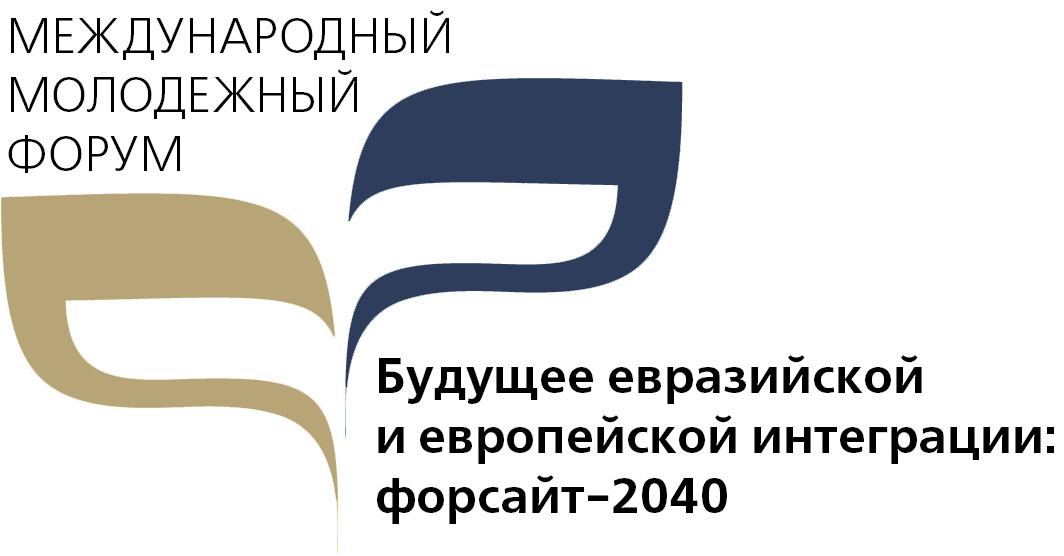 МЕЖДУНАРОДНЫЙ
МОЛОДЕЖНЫЙ
ФОРУМ
Будущее евразийской
и европейской интеграции:
форсайт–2040